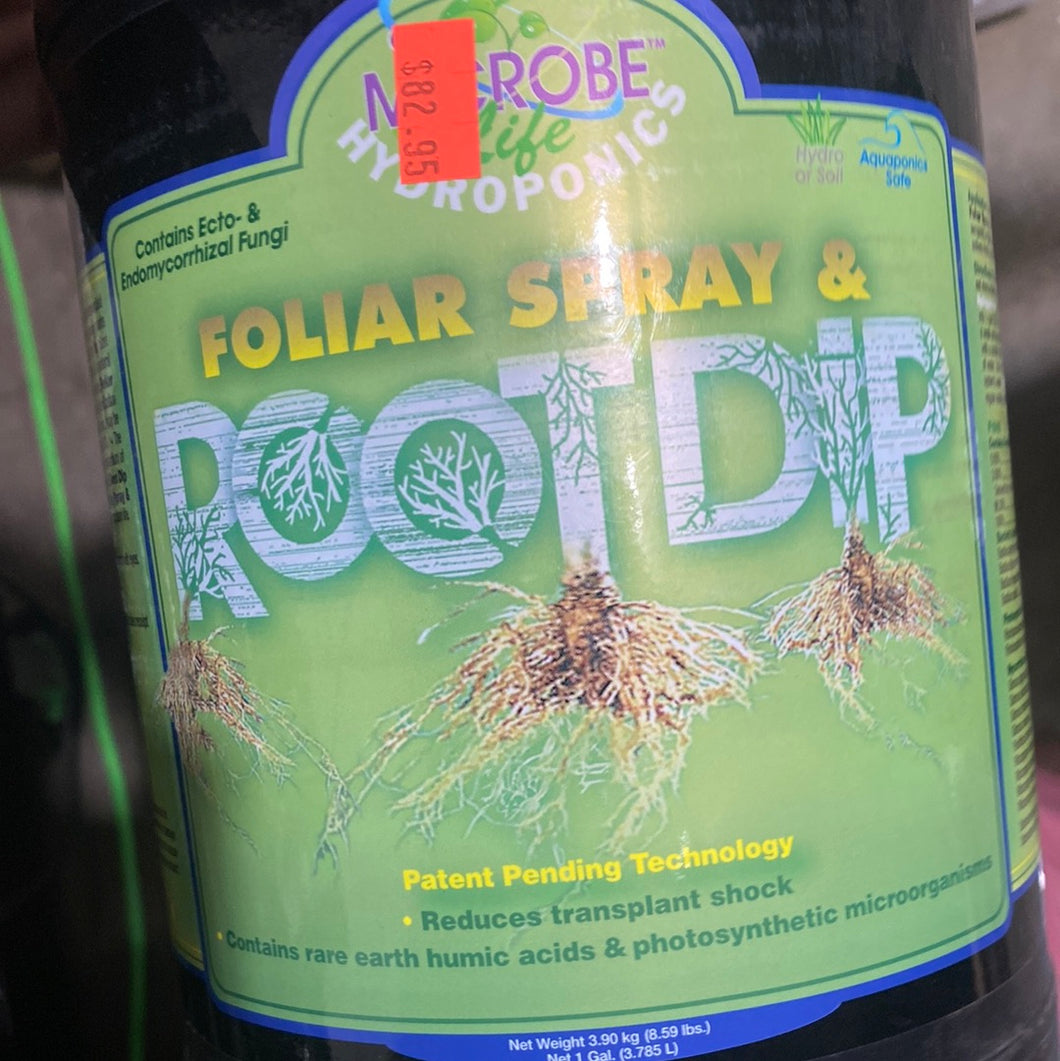 $82.95
MICROBE™
Life
HYDROPONICS
Hydro
or Soil
Aquaponics
Safe
Contains Ecto- &
Endomycorrhizal Fungi
FOLIAR SPRAY &
ROOT DIP
Patent Pending Technology
• Reduces transplant shock
• Contains rare earth humic acids & photosynthetic microorganisms
Net Weight 3.90 kg (8.59 lbs.)
Net 1 Gal. (3.785 L)